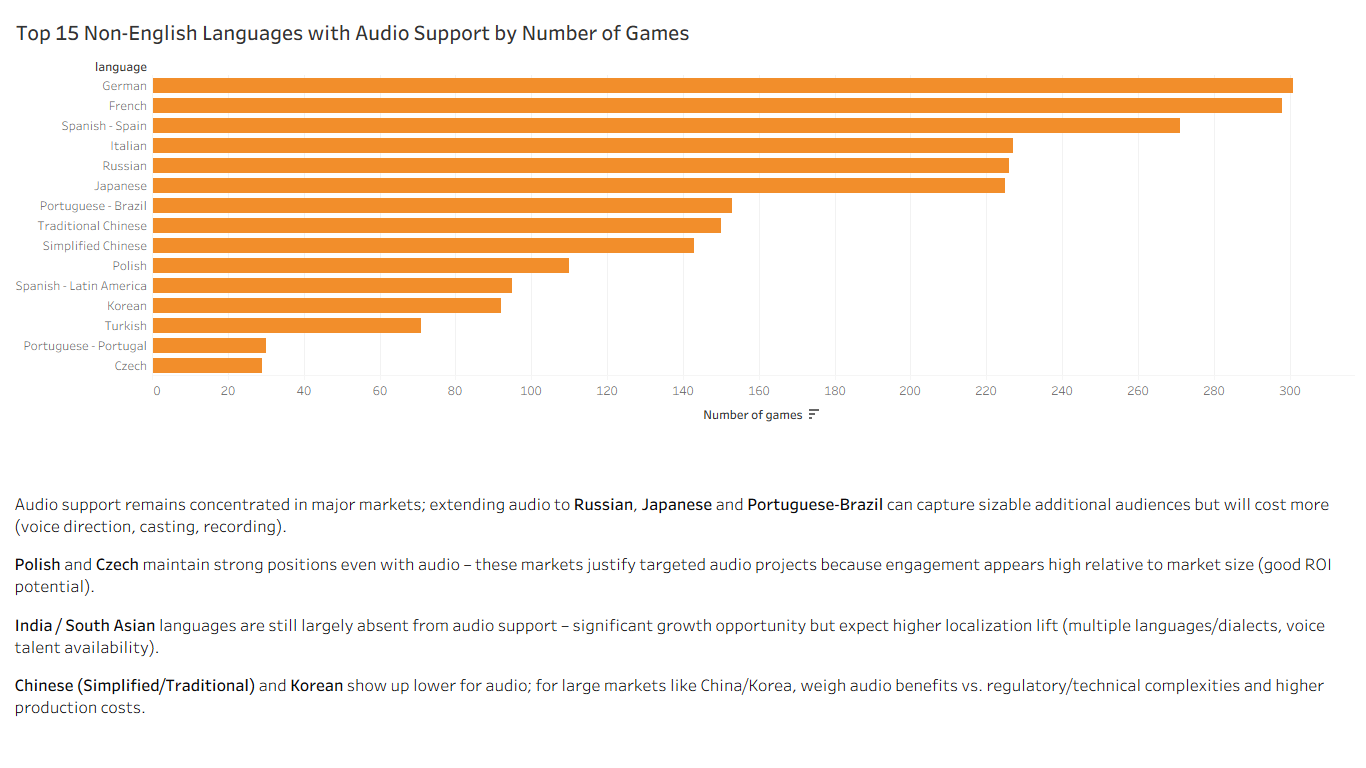 Top 15 Non-English Languages with Audio Support by Number of Games
language
German
French
Spanish - Spain
Italian
Russian
Japanese
Portuguese - Brazil
Traditional Chinese
Simplified Chinese
Polish
Spanish - Latin America
Korean
Turkish
Portuguese - Portugal
Czech
0 20 40 60 80 100 120 140 160 180 200 220 240 260 280 300
Number of games
Audio support remains concentrated in major markets; extending audio to Russian, Japanese and Portuguese-Brazil can capture sizable additional audiences but will cost more
(voice direction, casting, recording).
Polish and Czech maintain strong positions even with audio – these markets justify targeted audio projects because engagement appears high relative to market size (good ROI
potential).
India / South Asian languages are still largely absent from audio support – significant growth opportunity but expect higher localization lift (multiple languages/dialects, voice
talent availability).
Chinese (Simplified/Traditional) and Korean show up lower for audio; for large markets like China/Korea, weigh audio benefits vs. regulatory/technical complexities and higher
production costs.